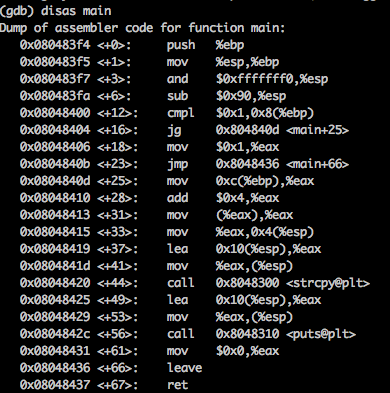 (gdb) disas main
Dump of assembler code for function main:
   0x080483f4 <+0>:     push   %ebp
   0x080483f5 <+1>:     mov    %esp,%ebp
   0x080483f7 <+3>:     and    $0xfffffff0,%esp
   0x080483fa <+6>:     sub    $0x90,%esp
   0x08048400 <+12>:    cmpl   $0x1,0x8(%ebp)
   0x08048404 <+16>:    jg     0x804840d <main+25>
   0x08048406 <+18>:    mov    $0x1,%eax
   0x0804840b <+23>:    jmp    0x8048436 <main+66>
   0x0804840d <+25>:    mov    0xc(%ebp),%eax
   0x08048410 <+28>:    add    $0x4,%eax
   0x08048413 <+31>:    mov    (%eax),%eax
   0x08048415 <+33>:    mov    %eax,0x4(%esp)
   0x08048419 <+37>:    lea    0x10(%esp),%eax
   0x0804841d <+41>:    mov    %eax,(%esp)
   0x08048420 <+44>:    call   0x8048300 <strcpy@plt>
   0x08048425 <+49>:    lea    0x10(%esp),%eax
   0x08048429 <+53>:    mov    %eax,(%esp)
   0x0804842c <+56>:    call   0x8048310 <puts@plt>
   0x08048431 <+61>:    mov    $0x0,%eax
   0x08048436 <+66>:    leave
   0x08048437 <+67>:    ret